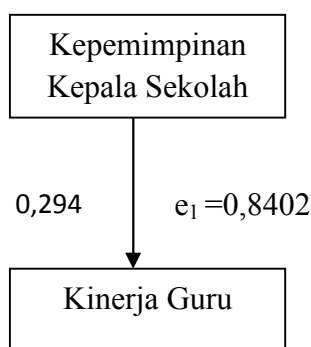 Kepemimpinan
Kepala Sekolah
0,294
e₁ =0,8402
Kinerja Guru